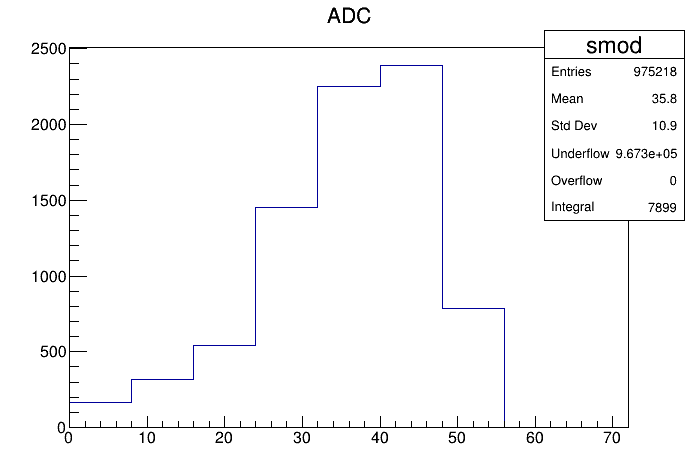 ADC
smod
Entries 975218
Mean 35.8
Std Dev 10.9
Underflow 9.673e+05
Overflow 0
Integral 7899
2500
2000
1500
1000
500
0
0 10 20 30 40 50 60 70